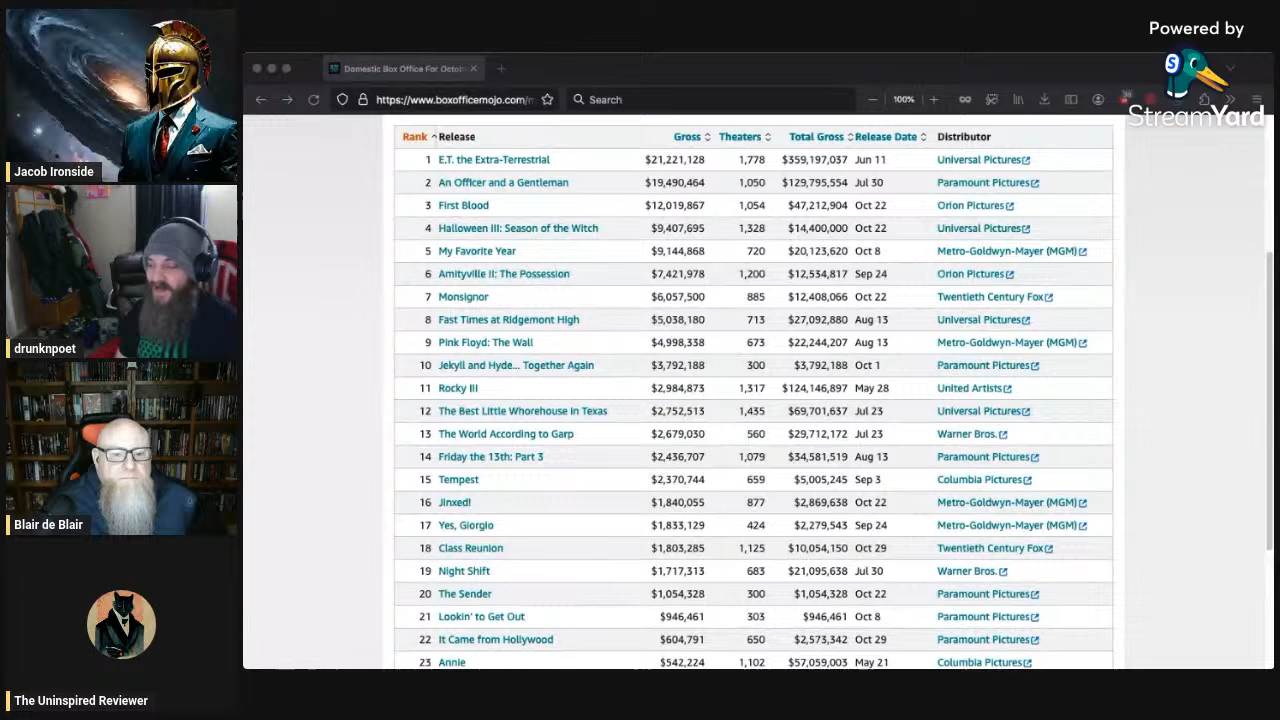 Powered by
StreamYard
Jacob Ironside
drunknpoet
Blair de Blair
The Uninspired Reviewer
Domestic Box Office For Octob
https://www.boxofficemojo.com/m
Search
100%
Rank Release Gross Theaters Total Gross Release Date Distributor
1 E.T. the Extra-Terrestrial $21,221,128 1,778 $359,197,037 Jun 11 Universal Pictures
2 An Officer and a Gentleman $19,490,464 1,050 $129,795,554 Jul 30 Paramount Pictures
3 First Blood $12,019,867 1,054 $47,212,904 Oct 22 Orion Pictures
4 Halloween III: Season of the Witch $9,407,695 1,328 $14,400,000 Oct 22 Universal Pictures
5 My Favorite Year $9,144,868 720 $20,123,620 Oct 8 Metro-Goldwyn-Mayer (MGM)
6 Amityville II: The Possession $7,421,978 1,200 $12,534,817 Sep 24 Orion Pictures
7 Monsignor $6,057,500 885 $12,408,066 Oct 22 Twentieth Century Fox
8 Fast Times at Ridgemont High $5,038,180 713 $27,092,880 Aug 13 Universal Pictures
9 Pink Floyd: The Wall $4,998,338 673 $22,244,207 Aug 13 Metro-Goldwyn-Mayer (MGM)
10 Jekyll and Hyde... Together Again $3,792,188 300 $3,792,188 Oct 1 Paramount Pictures
11 Rocky III $2,984,873 1,317 $124,146,897 May 28 United Artists
12 The Best Little Whorehouse in Texas $2,752,513 1,435 $69,701,637 Jul 23 Universal Pictures
13 The World According to Garp $2,679,030 560 $29,712,172 Jul 23 Warner Bros.
14 Friday the 13th: Part 3 $2,436,707 1,079 $34,581,519 Aug 13 Paramount Pictures
15 Tempest $2,370,744 659 $5,005,245 Sep 3 Columbia Pictures
16 Jinxed! $1,840,055 877 $2,869,638 Oct 22 Metro-Goldwyn-Mayer (MGM)
17 Yes, Giorgio $1,833,129 424 $2,279,543 Sep 24 Metro-Goldwyn-Mayer (MGM)
18 Class Reunion $1,803,285 1,125 $10,054,150 Oct 29 Twentieth Century Fox
19 Night Shift $1,717,313 683 $21,095,638 Jul 30 Warner Bros.
20 The Sender $1,054,328 300 $1,054,328 Oct 22 Paramount Pictures
21 Lookin' to Get Out $946,461 303 $946,461 Oct 8 Paramount Pictures
22 It Came from Hollywood $604,791 650 $2,573,342 Oct 29 Paramount Pictures
23 Annie $542,224 1,102 $57,059,003 May 21 Columbia Pictures